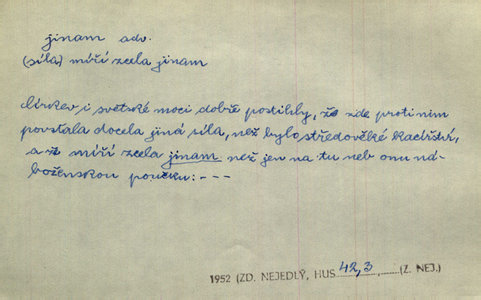 jinam adv.
(síla) míří zcela jinam
církev i světské moci dobře postihly, že zde proti nim
povstala docela jiná síla, než bylo středověké kacířství,
a že míří zcela jinam než jen na tu neb onu ná-
boženskou poučku: - - -
1952 (ZD. NEJEDLÝ, HUS 42,3 (Z. NEJ.)